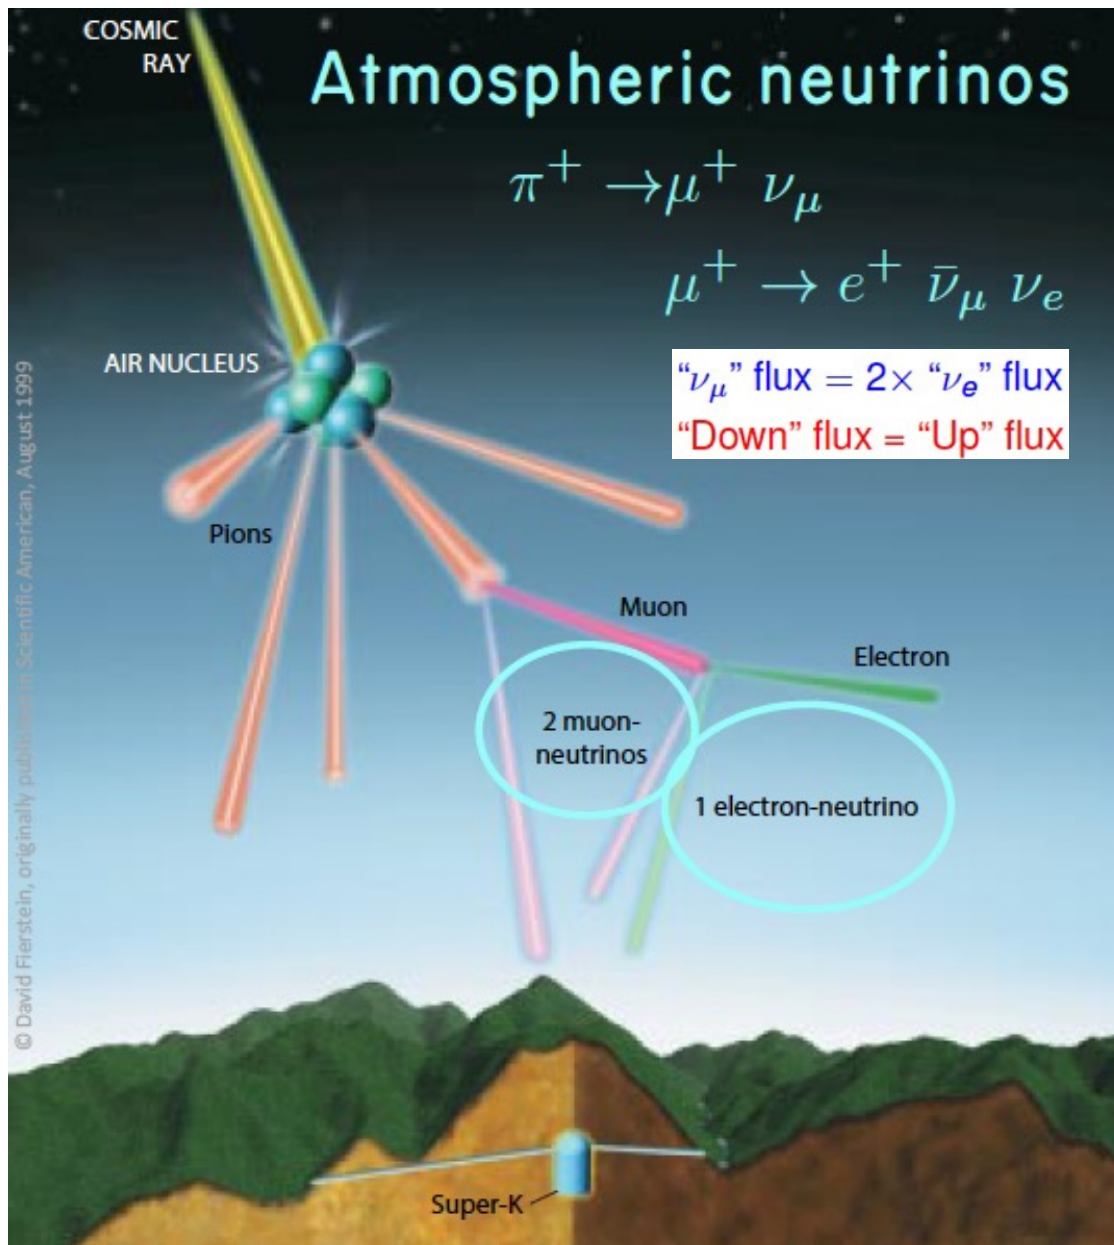 COSMIC
RAY
Atmospheric neutrinos
π⁺ →μ⁺ ν_μ
μ⁺ → e⁺ ν̄_μ ν_e
AIR NUCLEUS
“ν_μ” flux = 2× “ν_e” flux
“Down” flux = “Up” flux
Pions
Muon
Electron
2 muon-
neutrinos
1 electron-neutrino
Super-K
© David Fierstein, originally published in Scientific American, August 1999